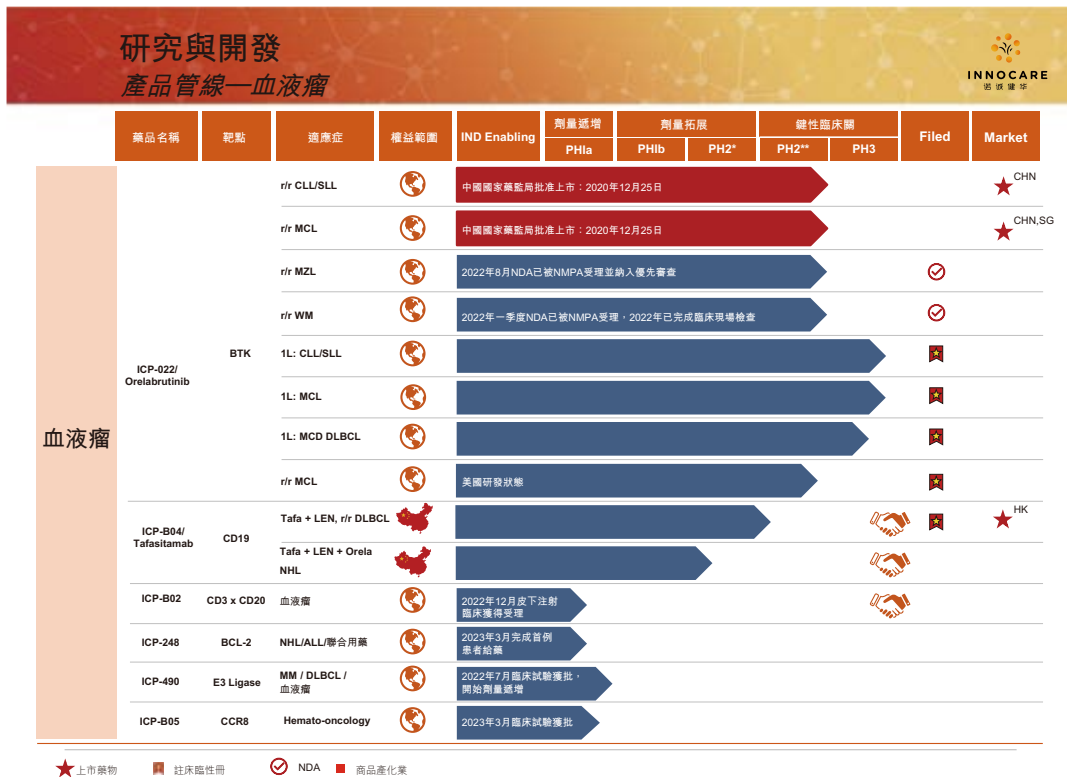 研究與開發
產品管線—血液瘤
INNOCARE
诺诚健华
藥品名稱
靶點
適應症
權益範圍
IND Enabling
劑量遞增
PHIa
劑量拓展
PHIb
PH2*
鍵性臨床關
PH2**
PH3
Filed
Market
血液瘤
ICP-022/
Orelabrutinib
BTK
r/r CLL/SLL
中國國家藥監局批准上市：2020年12月25日
CHN
r/r MCL
中國國家藥監局批准上市：2020年12月25日
CHN,SG
r/r MZL
2022年8月NDA已被NMPA受理並納入優先審查
r/r WM
2022年一季度NDA已被NMPA受理，2022年已完成臨床現場檢查
1L: CLL/SLL
1L: MCL
1L: MCD DLBCL
r/r MCL
美國研發狀態
ICP-B04/
Tafasitamab
CD19
Tafa + LEN, r/r DLBCL
HK
Tafa + LEN + Orela
NHL
ICP-B02
CD3 x CD20
血液瘤
2022年12月皮下注射
臨床獲得受理
ICP-248
BCL-2
NHL/ALL/聯合用藥
2023年3月完成首例
患者給藥
ICP-490
E3 Ligase
MM / DLBCL /
血液瘤
2022年7月臨床試驗獲批，
開始劑量遞增
ICP-B05
CCR8
Hemato-oncology
2023年3月臨床試驗獲批
上市藥物
註床臨性冊
NDA
商品產化業